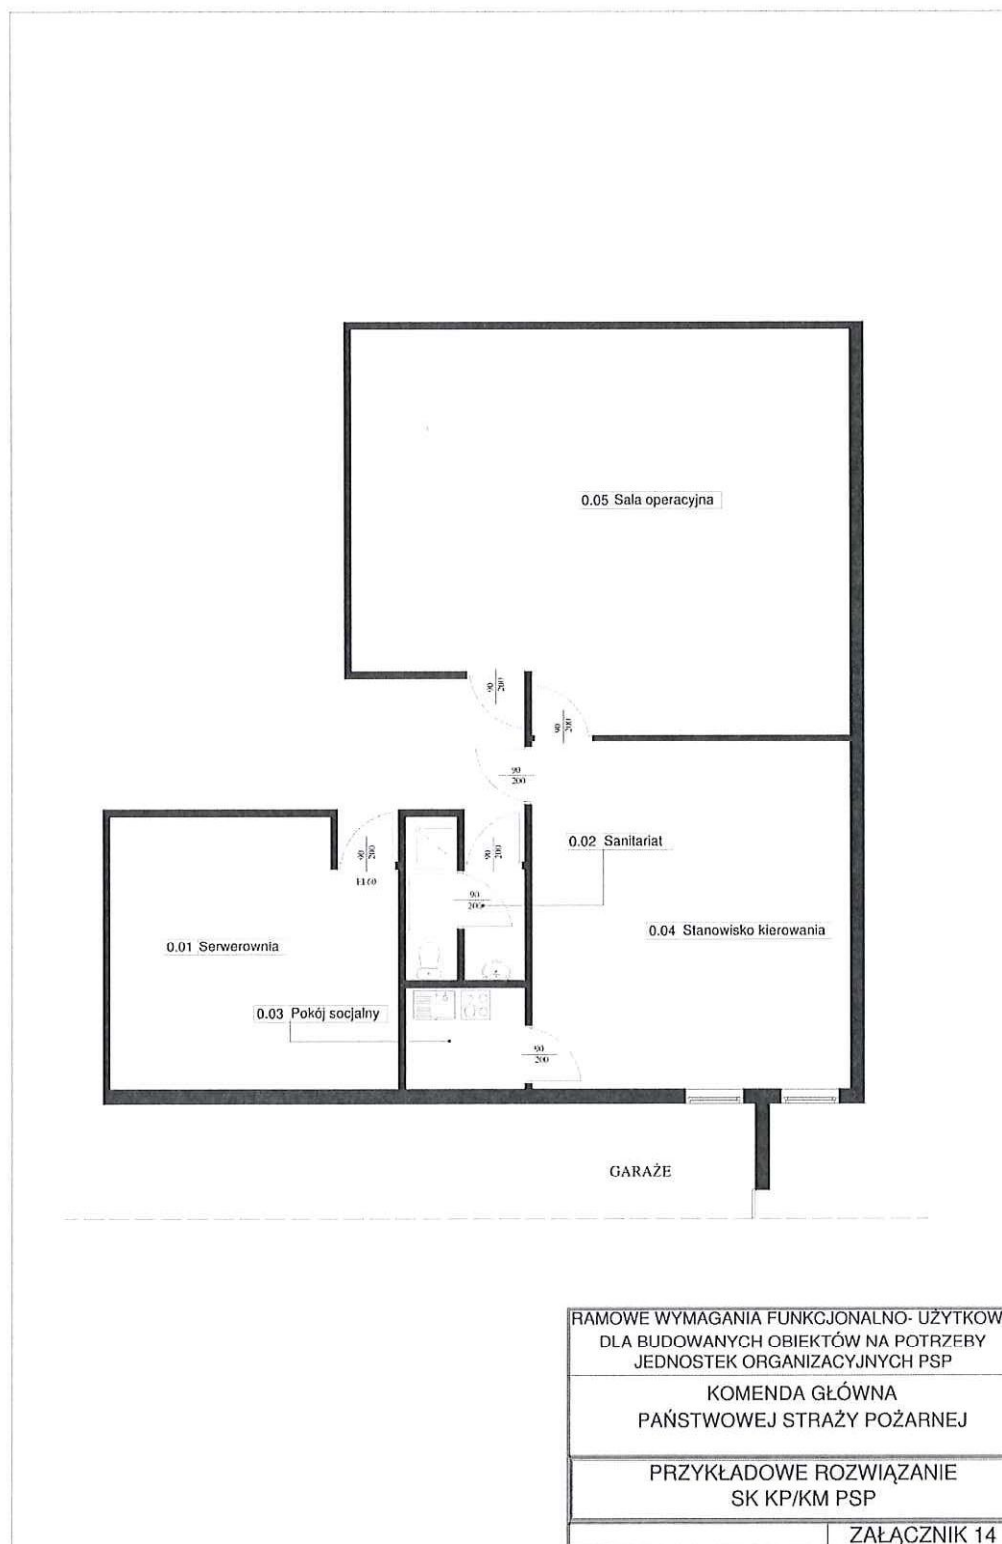 0.05 Sala operacyjna
90
200
90
200
90
200
90
200
EI60
90
200
0.02 Sanitariat
90
200
0.04 Stanowisko kierowania
0.01 Serwerownia
0.03 Pokój socjalny
90
200
GARAŻE
RAMOWE WYMAGANIA FUNKCJONALNO- UŻYTKOW
DLA BUDOWANYCH OBIEKTÓW NA POTRZEBY
JEDNOSTEK ORGANIZACYJNYCH PSP
KOMENDA GŁÓWNA
PAŃSTWOWEJ STRAŻY POŻARNEJ
PRZYKŁADOWE ROZWIĄZANIE
SK KP/KM PSP
ZAŁĄCZNIK 14